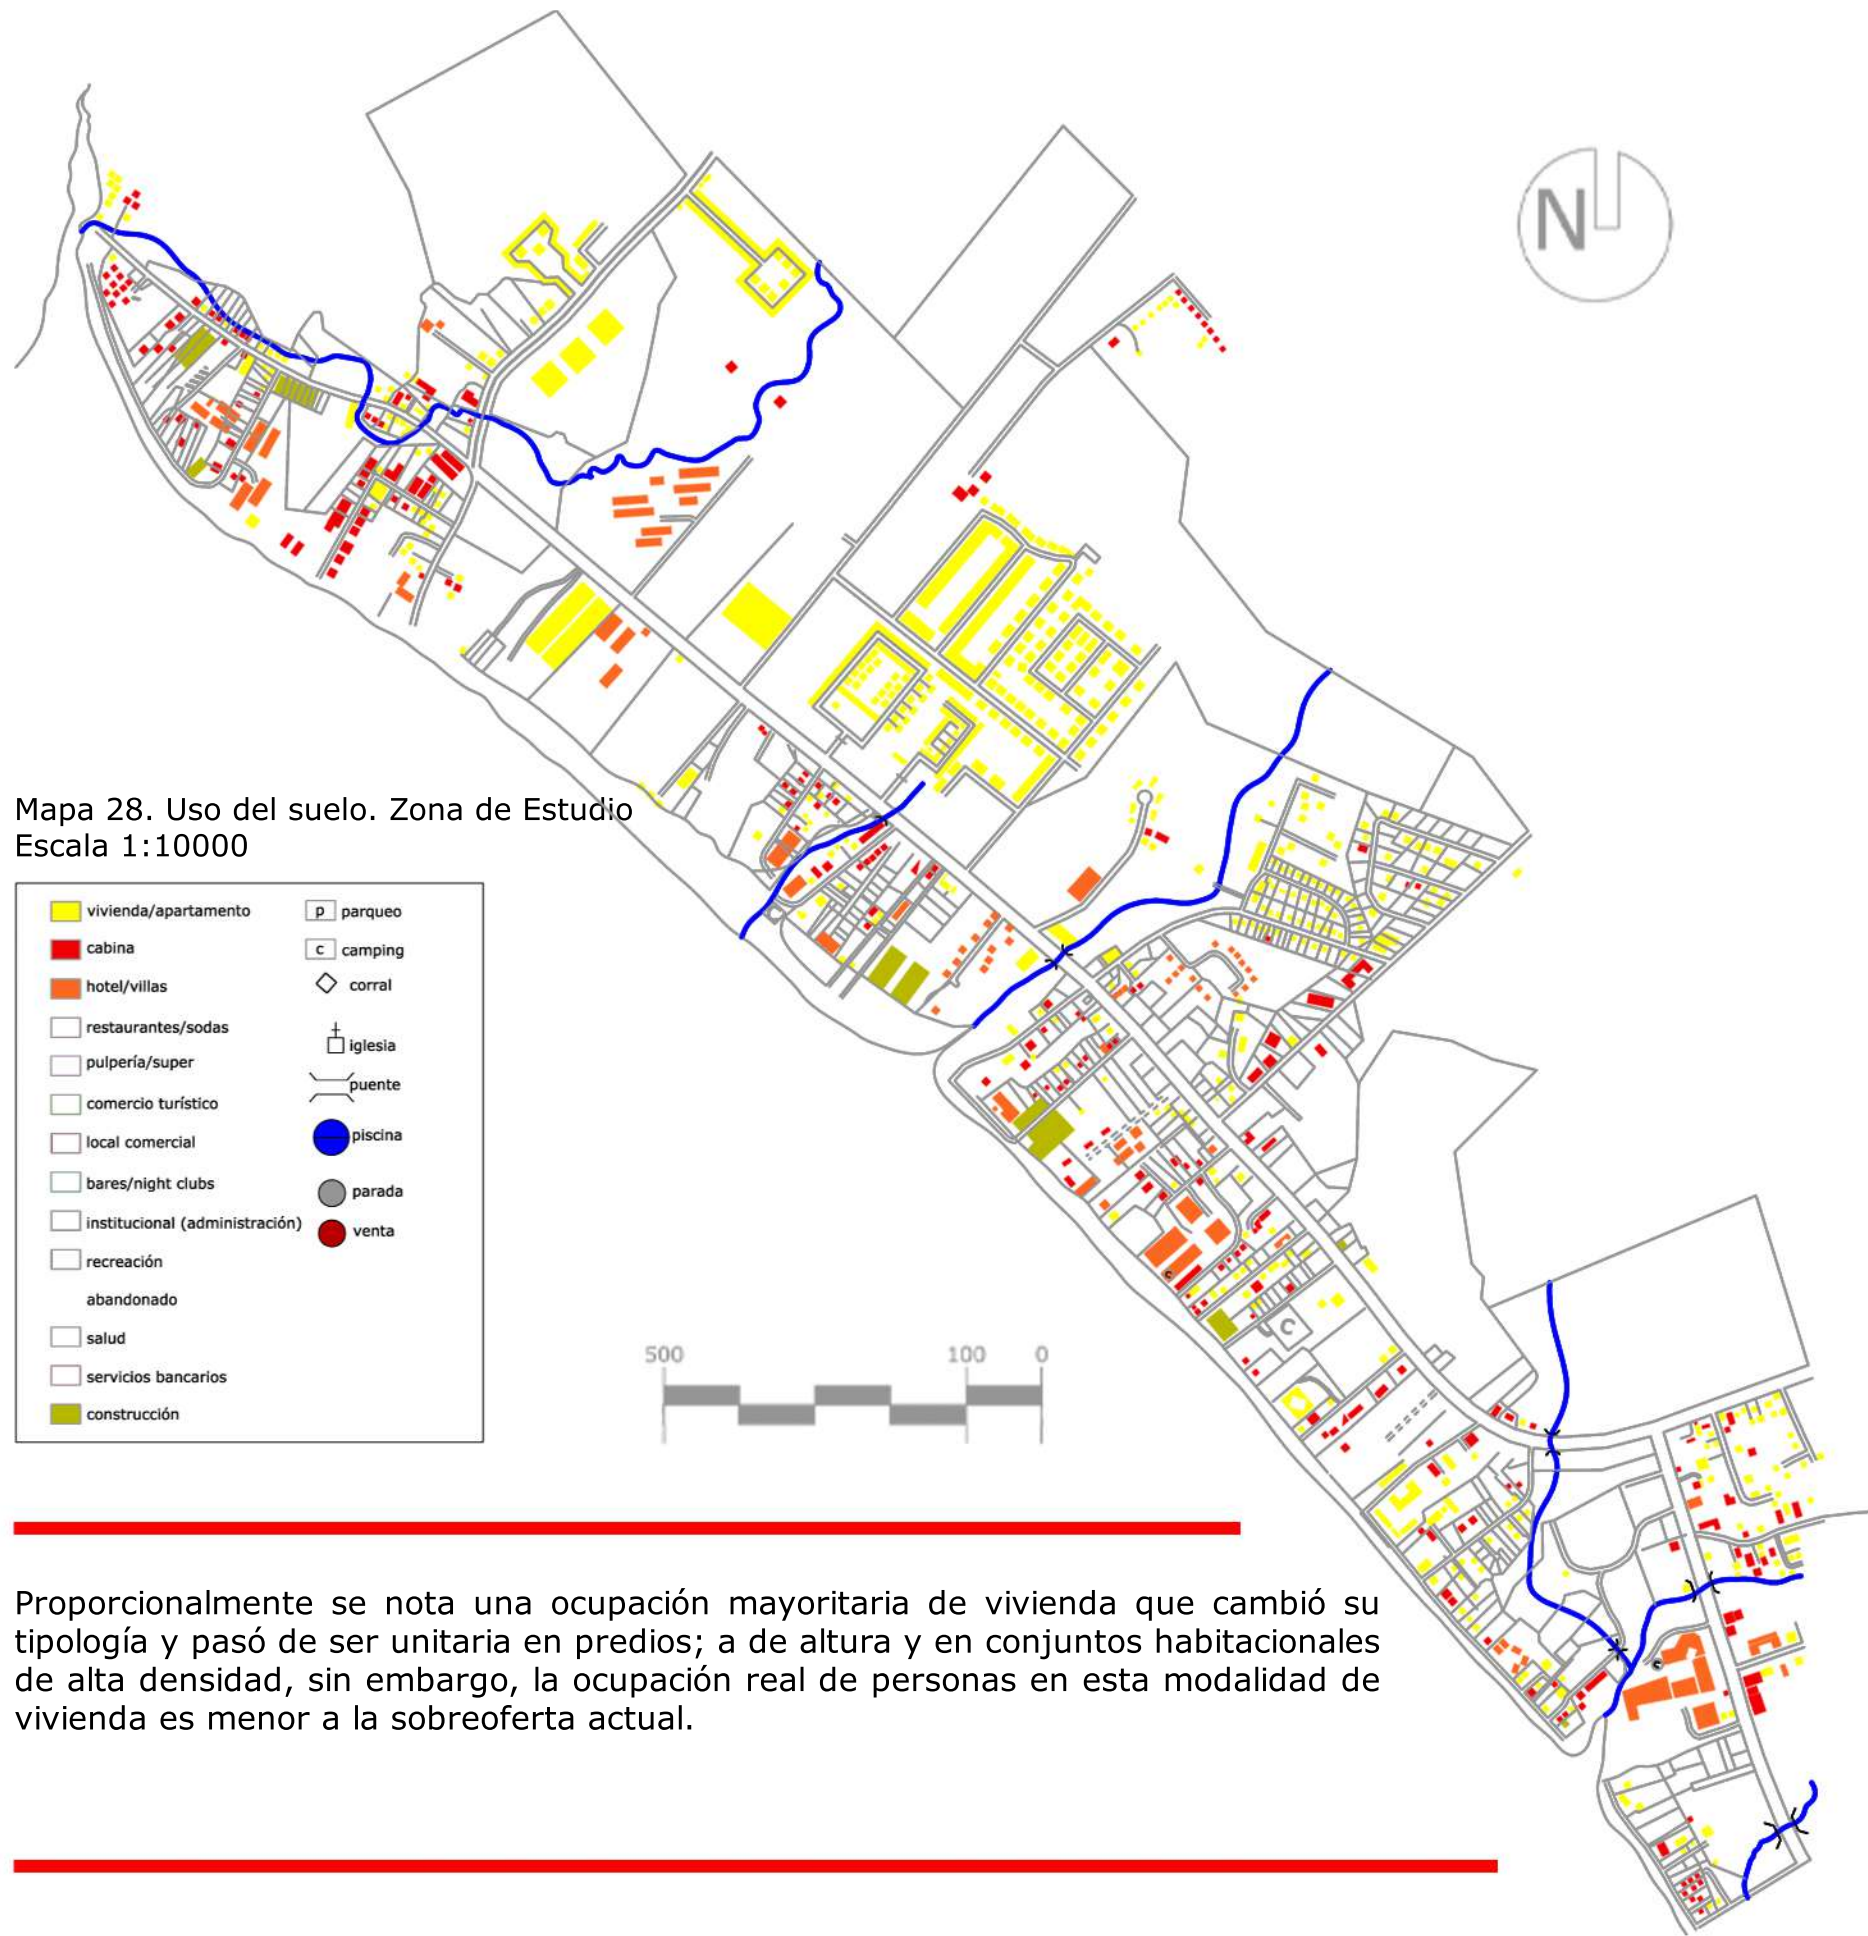 N
Mapa 28. Uso del suelo. Zona de Estudio
Escala 1:10000
vivienda/apartamento
cabina
hotel/villas
restaurantes/sodas
pulpería/super
comercio turístico
local comercial
bares/night clubs
institucional (administración)
recreación
abandonado
salud
servicios bancarios
construcción
p parqueo
c camping
corral
iglesia
puente
piscina
parada
venta
500 100 0
c
C
c
Proporcionalmente se nota una ocupación mayoritaria de vivienda que cambió su
tipología y pasó de ser unitaria en predios; a de altura y en conjuntos habitacionales
de alta densidad, sin embargo, la ocupación real de personas en esta modalidad de
vivienda es menor a la sobreoferta actual.